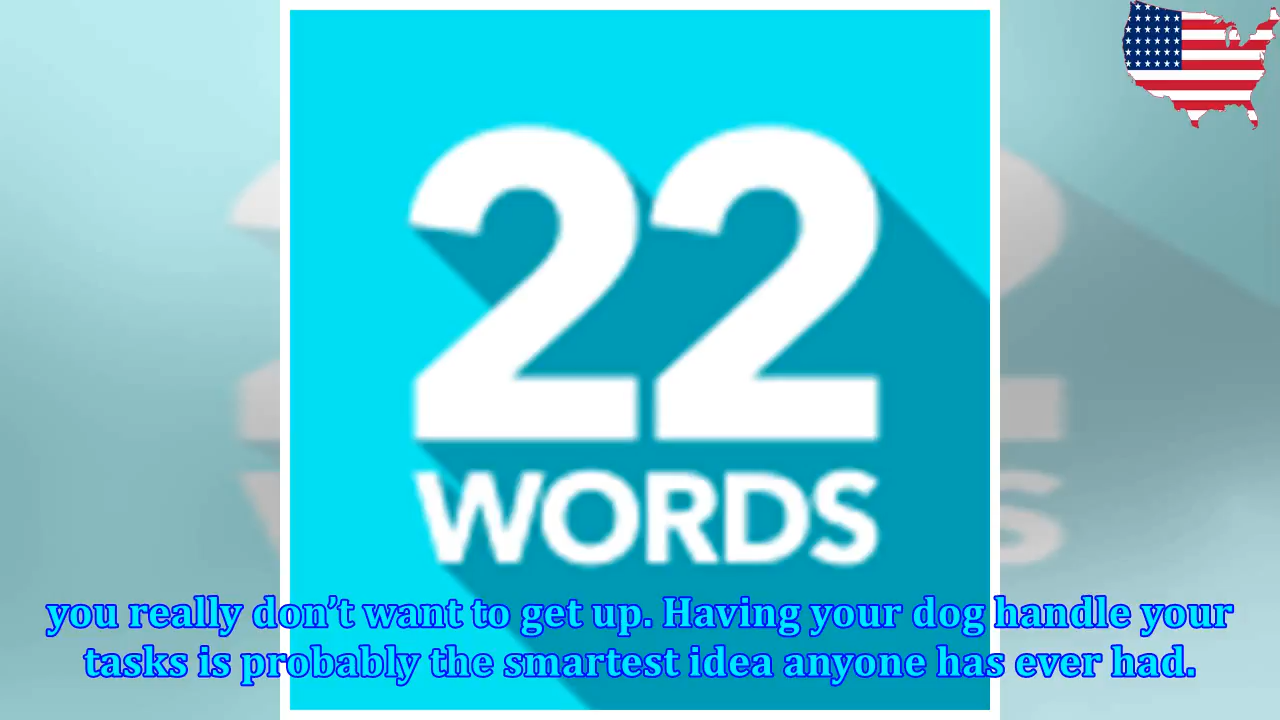 22
WORDS
you really don’t want to get up. Having your dog handle your
tasks is probably the smartest idea anyone has ever had.